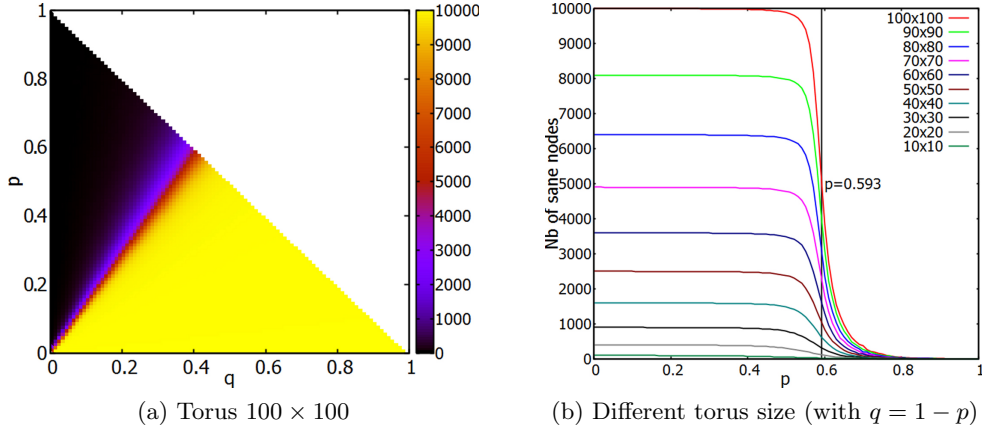 1
0.8
0.6
0.4
0.2
0
0 0.2 0.4 0.6 0.8 1
p
q
10000
9000
8000
7000
6000
5000
4000
3000
2000
1000
0
(a) Torus 100 × 100
10000
9000
8000
7000
6000
5000
4000
3000
2000
1000
0
Nb of sane nodes
0 0.2 0.4 0.6 0.8 1
p
p=0.593
100x100
90x90
80x80
70x70
60x60
50x50
40x40
30x30
20x20
10x10
(b) Different torus size (with q = 1 − p)